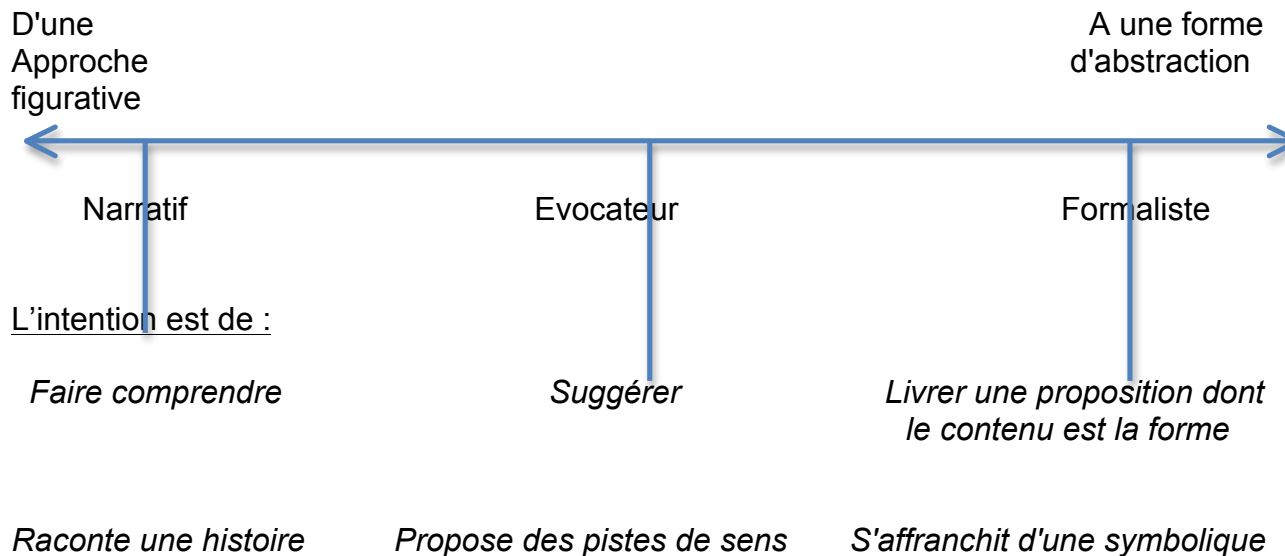 D'une
Approche
figurative
A une forme
d'abstraction
Narratif
Evocateur
Formaliste
L’intention est de :
Faire comprendre
Suggérer
Livrer une proposition dont
le contenu est la forme
Raconte une histoire
Propose des pistes de sens
S'affranchit d'une symbolique